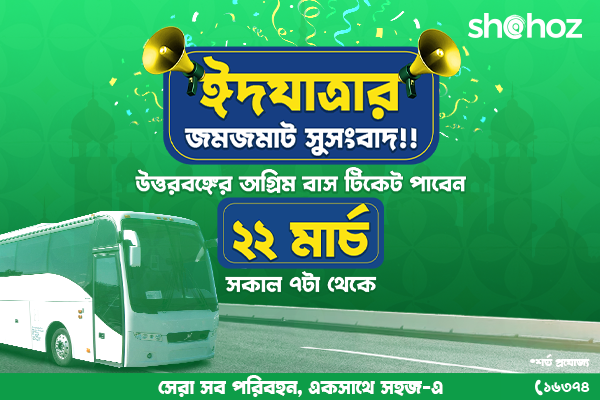 shohoz
ঈদযাত্রার
জমজমাট সুসংবাদ!!
উত্তরবঙ্গের অগ্রিম বাস টিকেট পাবেন
২২ মার্চ
সকাল ৭টা থেকে
*শর্ত প্রযোজ্য
সেরা সব পরিবহন, একসাথে সহজ-এ
১৬৩৭৪